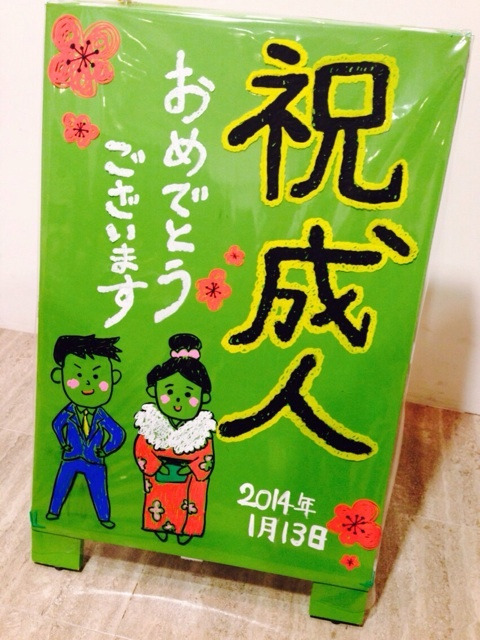 祝成人
おめでとう
ございます
2014年
1月13日